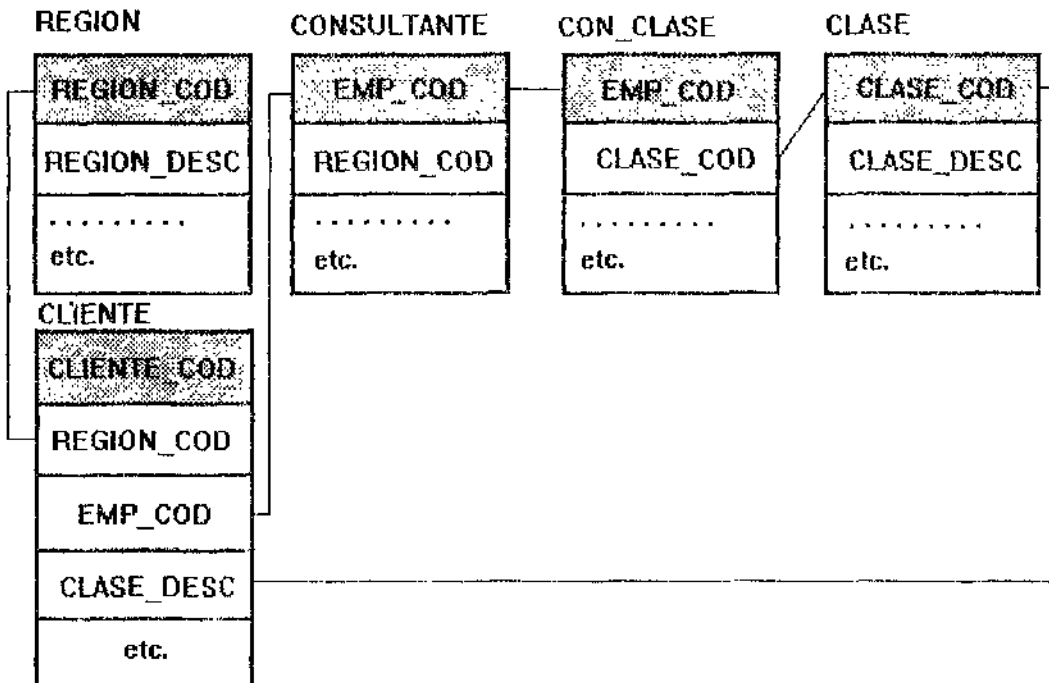 REGION
REGION_COD
REGION_DESC
. . . . . . . . .
etc.
CONSULTANTE
EMP_COD
REGION_COD
. . . . . . . . .
etc.
CON_CLASE
EMP_COD
CLASE_COD
. . . . . . . . .
etc.
CLASE
CLASE_COD
CLASE_DESC
. . . . . . . . .
etc.
CLIENTE
CLIENTE_COD
REGION_COD
EMP_COD
CLASE_DESC
etc.